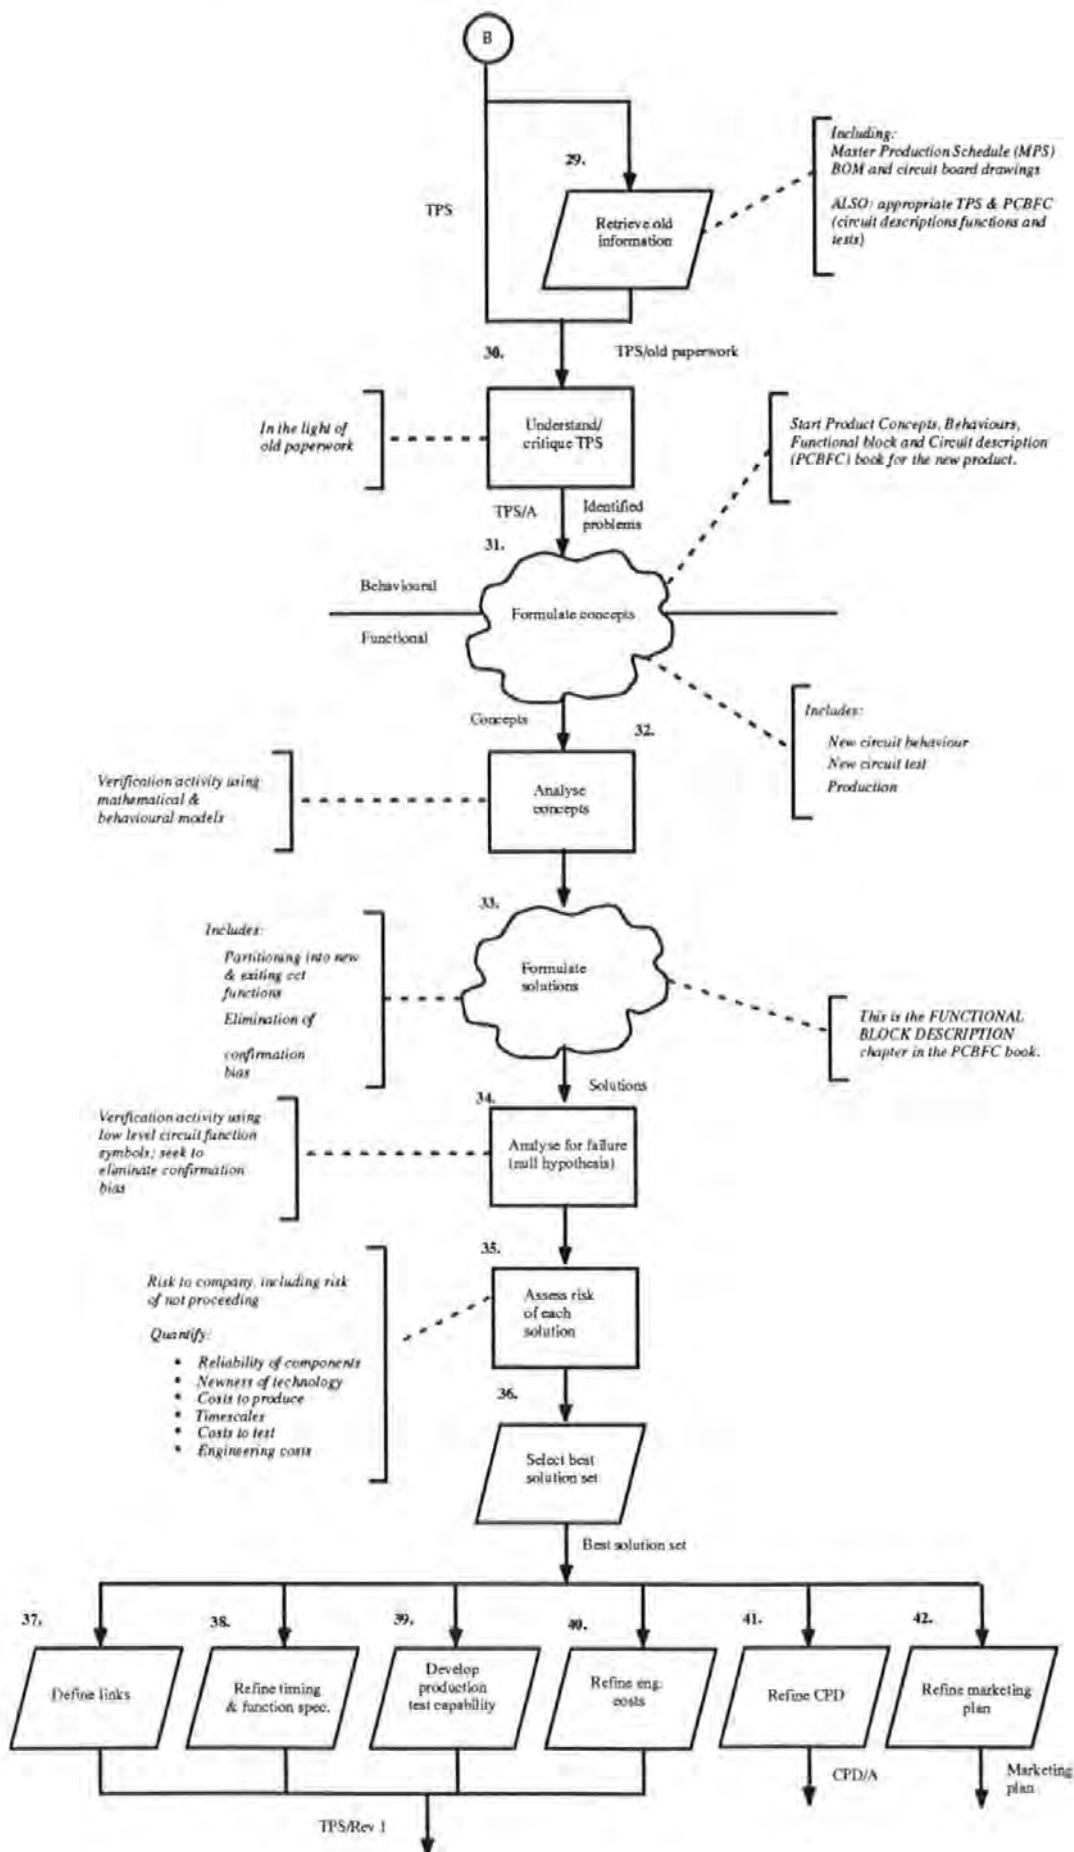 B
29.
TPS
Retrieve old
information
Including:
Master Production Schedule (MPS)
BOM and circuit board drawings
ALSO: appropriate TPS & PCBFC
(circuit descriptions functions and
tests)
30.
TPS/old paperwork
In the light of
old paperwork
Understand/
critique TPS
Start Product Concepts, Behaviours,
Functional block and Circuit description
(PCBFC) book for the new product.
TPS/A
Identified
problems
31.
Behavioural
Formulate concepts
Functional
Includes:
New circuit behaviour
New circuit test
Production
Concepts
32.
Verification activity using
mathematical &
behavioural models
Analyse
concepts
33.
Includes:
Partitioning into new
& exiting cct
functions
Elimination of
confirmation
bias
Formulate
solutions
This is the FUNCTIONAL
BLOCK DESCRIPTION
chapter in the PCBFC book.
Solutions
34.
Verification activity using
low level circuit function
symbols; seek to
eliminate confirmation
bias
Analyse for failure
(null hypothesis)
35.
Risk to company, including risk
of not proceeding
Quantify:
• Reliability of components
• Newness of technology
• Costs to produce
• Timescales
• Costs to test
• Engineering costs
Assess risk
of each
solution
36.
Select best
solution set
Best solution set
37.
38.
39.
40.
41.
42.
Define links
Refine timing
& function spec.
Develop
production
test capability
Refine eng.
costs
Refine CPD
Refine marketing
plan
CPD/A
Marketing
plan
TPS/Rev 1